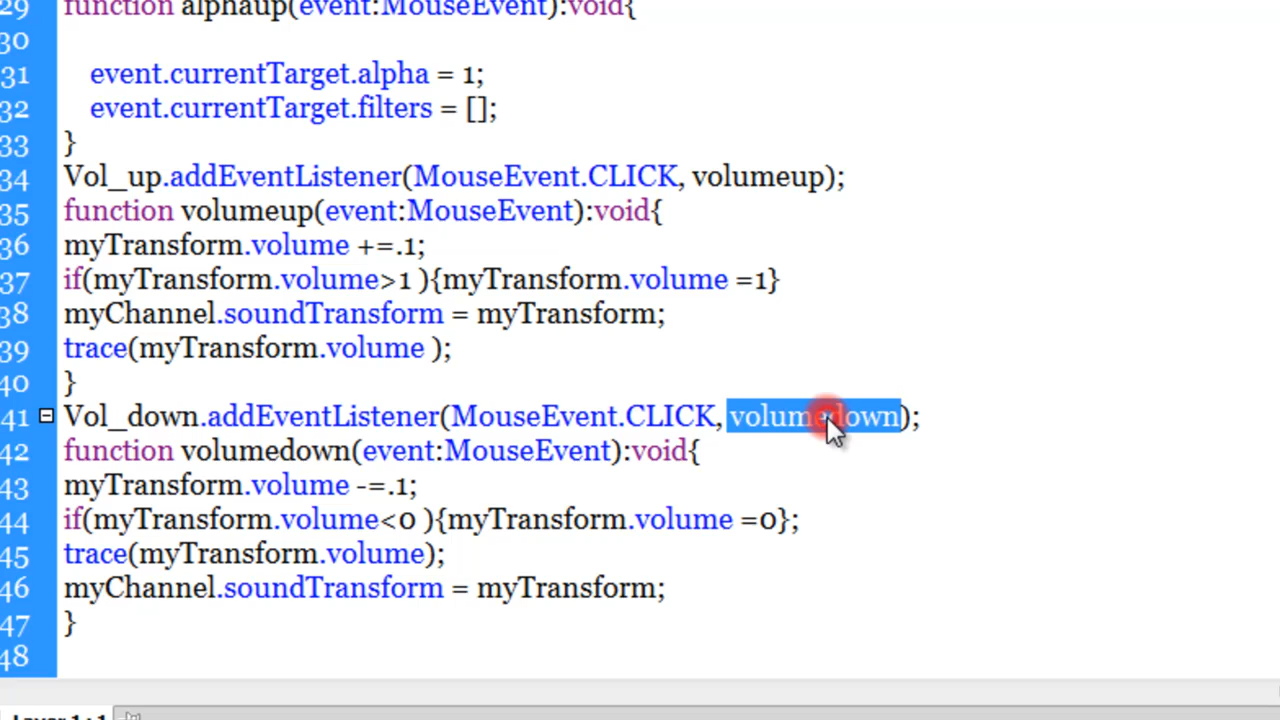 29 function alphaup(event:MouseEvent):void{
30
31 event.currentTarget.alpha = 1;
32 event.currentTarget.filters = [];
33 }
34 Vol_up.addEventListener(MouseEvent.CLICK, volumeup);
35 function volumeup(event:MouseEvent):void{
36 myTransform.volume +=.1;
37 if(myTransform.volume>1 ){myTransform.volume =1}
38 myChannel.soundTransform = myTransform;
39 trace(myTransform.volume );
40 }
41 Vol_down.addEventListener(MouseEvent.CLICK, volumedown);
42 function volumedown(event:MouseEvent):void{
43 myTransform.volume -=.1;
44 if(myTransform.volume<0 ){myTransform.volume =0};
45 trace(myTransform.volume);
46 myChannel.soundTransform = myTransform;
47 }
48
Layer 1 : 1